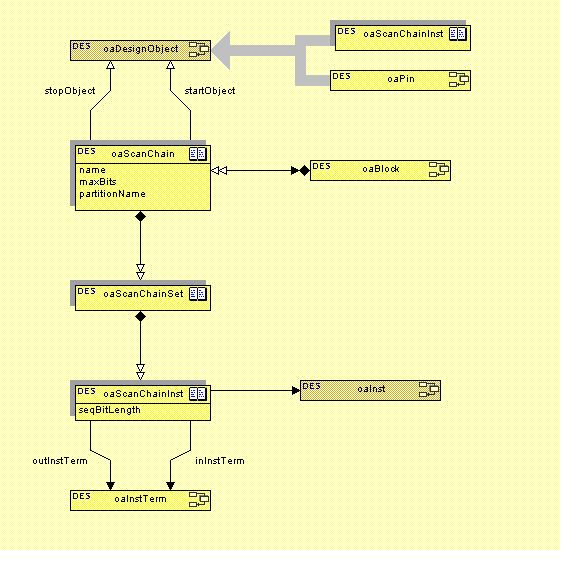 DES oaScanChainInst
DES oaDesignObject
DES oaPin
stopObject startObject
DES oaScanChain
name
maxBits
partitionName
DES oaBlock
DES oaScanChainSet
DES oaScanChainInst
seqBitLength
DES oaInst
outInstTerm inInstTerm
DES oaInstTerm